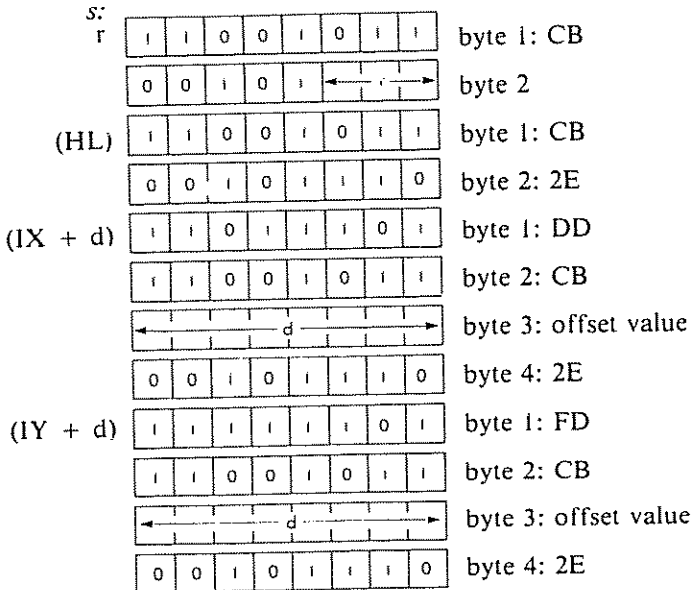 s:
r 1 1 0 0 1 0 1 1 byte 1: CB
0 0 1 0 1 r byte 2
(HL) 1 1 0 0 1 0 1 1 byte 1: CB
0 0 1 0 1 1 1 0 byte 2: 2E
(IX + d) 1 1 0 1 1 1 0 1 byte 1: DD
1 1 0 0 1 0 1 1 byte 2: CB
d byte 3: offset value
0 0 1 0 1 1 1 0 byte 4: 2E
(IY + d) 1 1 1 1 1 1 0 1 byte 1: FD
1 1 0 0 1 0 1 1 byte 2: CB
d byte 3: offset value
0 0 1 0 1 1 1 0 byte 4: 2E